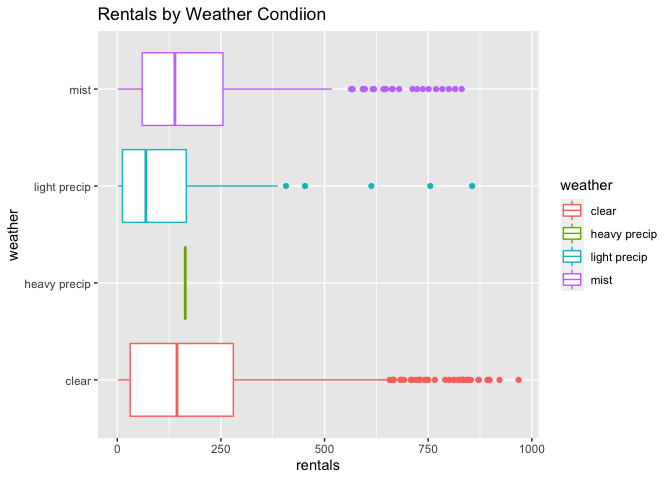 Rentals by Weather Condiion
weather
mist
light precip
heavy precip
clear
0 250 500 750 1000
rentals
weather
clear
heavy precip
light precip
mist